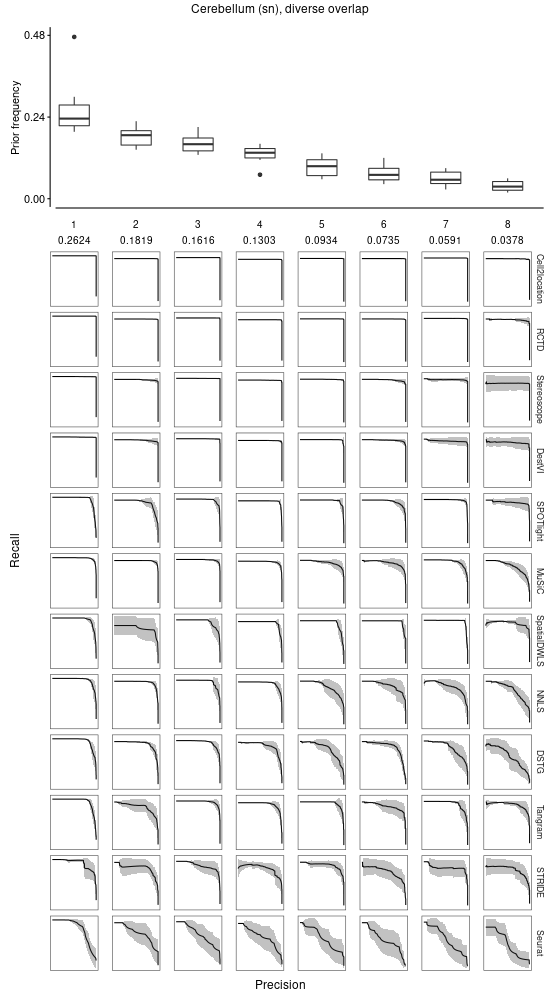 Cerebellum (sn), diverse overlap
Prior frequency
0.48
0.24
0.00
1 2 3 4 5 6 7 8
0.2624 0.1819 0.1616 0.1303 0.0934 0.0735 0.0591 0.0378
Recall
Cell2location
RCTD
Stereoscope
DestVI
SPOTlight
MuSiC
SpatialDWLS
NNLS
DSTG
Tangram
STRIDE
Seurat
Precision